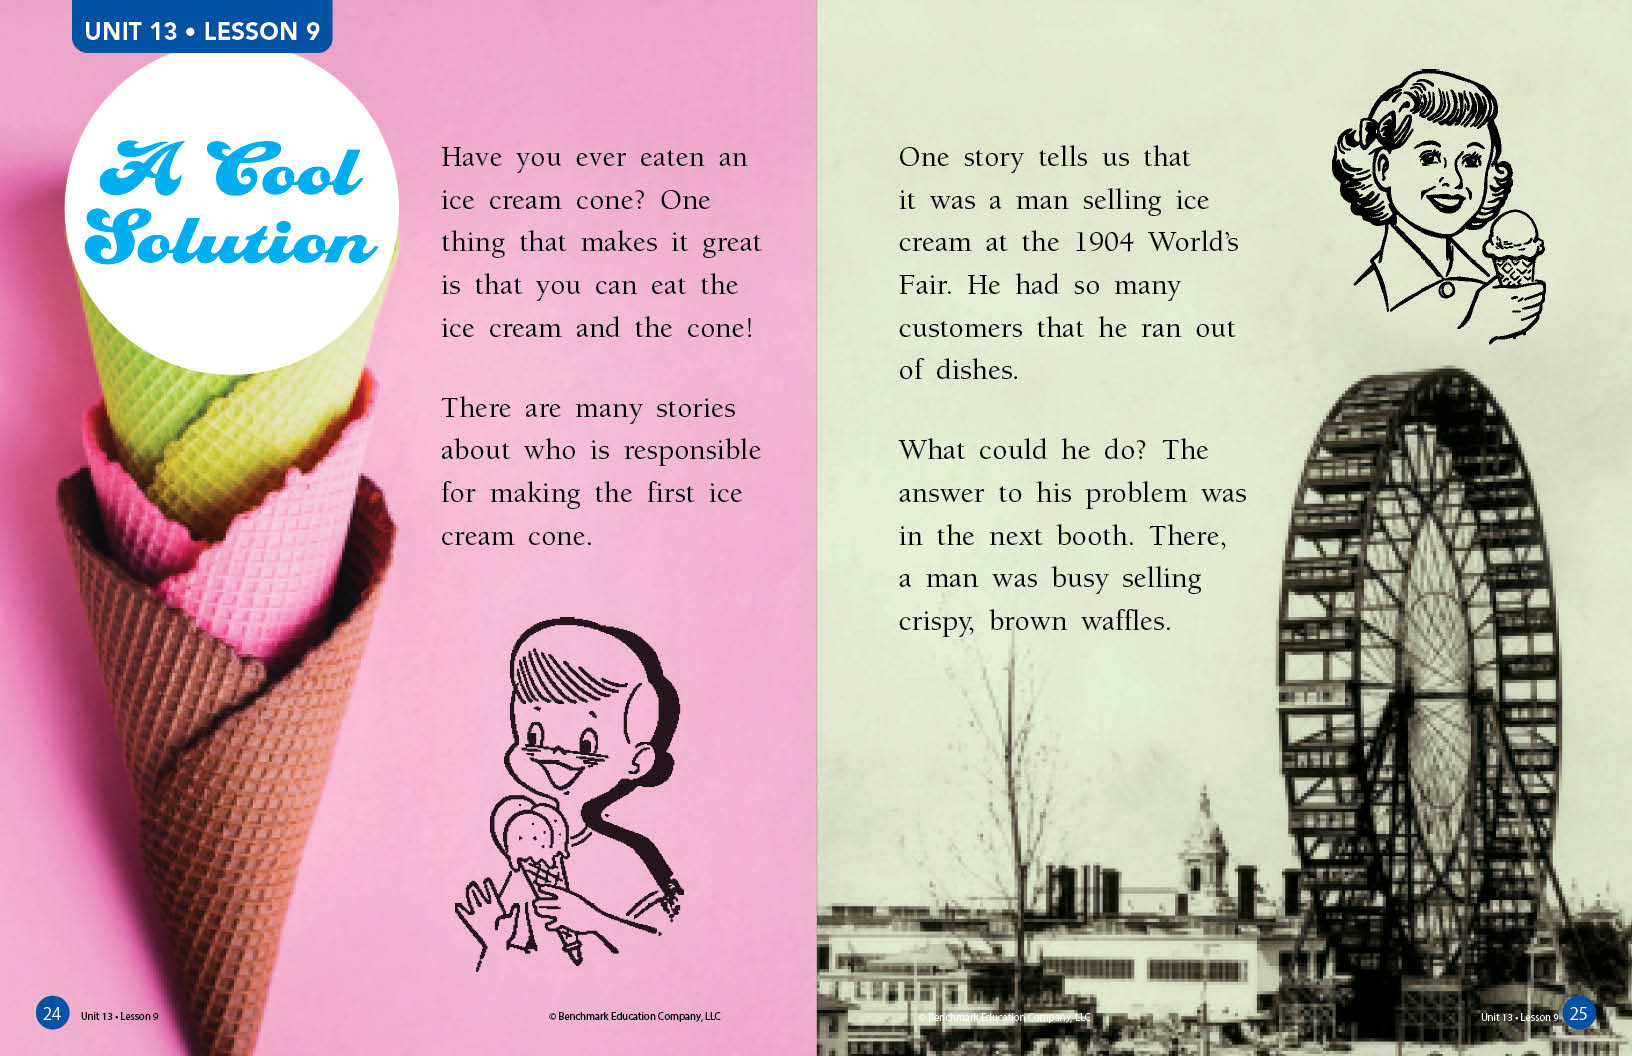 UNIT 13 • LESSON 9
A Cool
Solution
Have you ever eaten an
ice cream cone? One
thing that makes it great
is that you can eat the
ice cream and the cone!
There are many stories
about who is responsible
for making the first ice
cream cone.
24
Unit 13 • Lesson 9
© Benchmark Education Company, LLC
One story tells us that
it was a man selling ice
cream at the 1904 World’s
Fair. He had so many
customers that he ran out
of dishes.
What could he do? The
answer to his problem was
in the next booth. There,
a man was busy selling
crispy, brown waffles.
© Benchmark Education Company, LLC
Unit 13 • Lesson 9
25